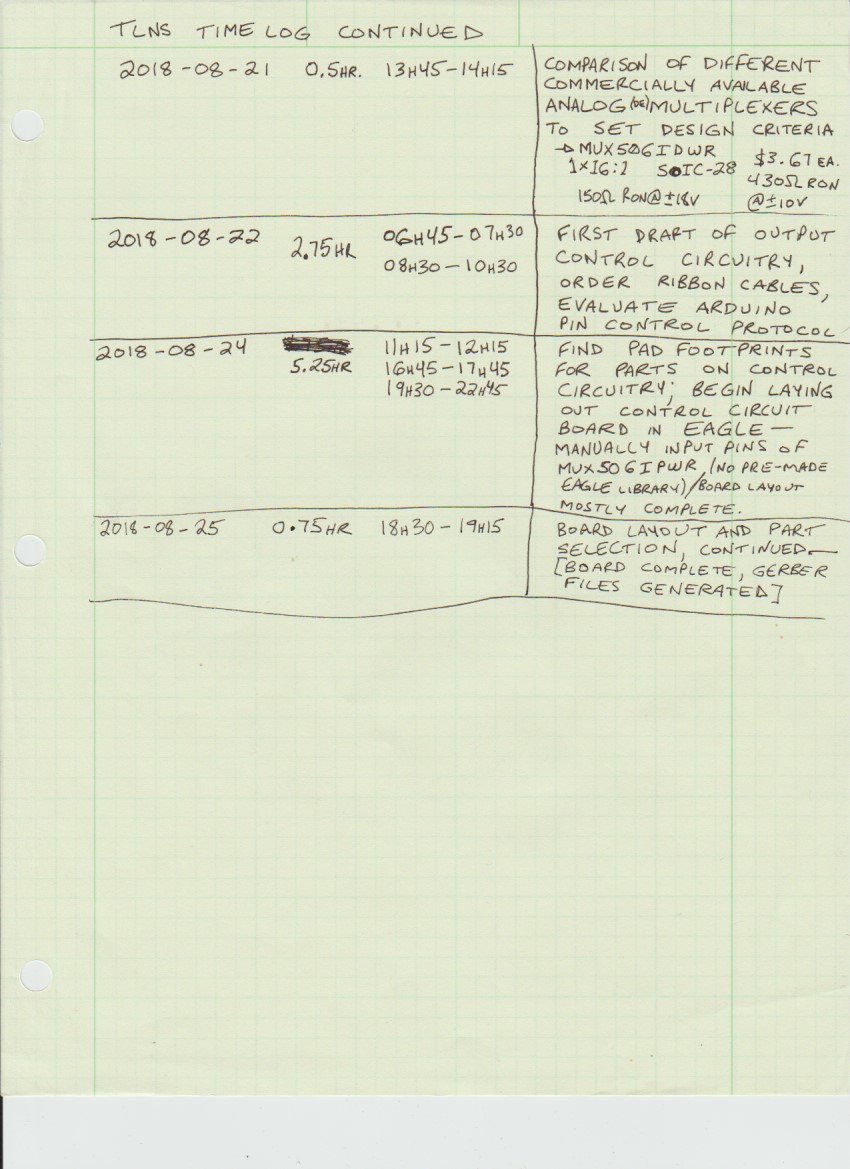 TLNS TIME LOG CONTINUED
2018-08-21 0.5HR. 13H45-14H15
COMPARISON OF DIFFERENT
COMMERCIALLY AVAILABLE
ANALOG (DE)MULTIPLEXERS
TO SET DESIGN CRITERIA
→ MUX506IDWR $3.67 EA.
1×16:1 SOIC-28 430Ω RON
150Ω RON@±18V @±10V
2018-08-22 2.75HR 06H45-07H30
08H30-10H30
FIRST DRAFT OF OUTPUT
CONTROL CIRCUITRY,
ORDER RIBBON CABLES,
EVALUATE ARDUINO
PIN CONTROL PROTOCOL
2018-08-24 11H15-12H15
5.25HR 16H45-17H45
19H30-22H45
FIND PAD FOOTPRINTS
FOR PARTS ON CONTROL
CIRCUITRY; BEGIN LAYING
OUT CONTROL CIRCUIT
BOARD IN EAGLE—
MANUALLY INPUT PINS OF
MUX506IPWR (NO PRE-MADE
EAGLE LIBRARY)/BOARD LAYOUT
MOSTLY COMPLETE.
2018-08-25 0.75HR 18H30-19H15
BOARD LAYOUT AND PART
SELECTION, CONTINUED—
[BOARD COMPLETE, GERBER
FILES GENERATED]